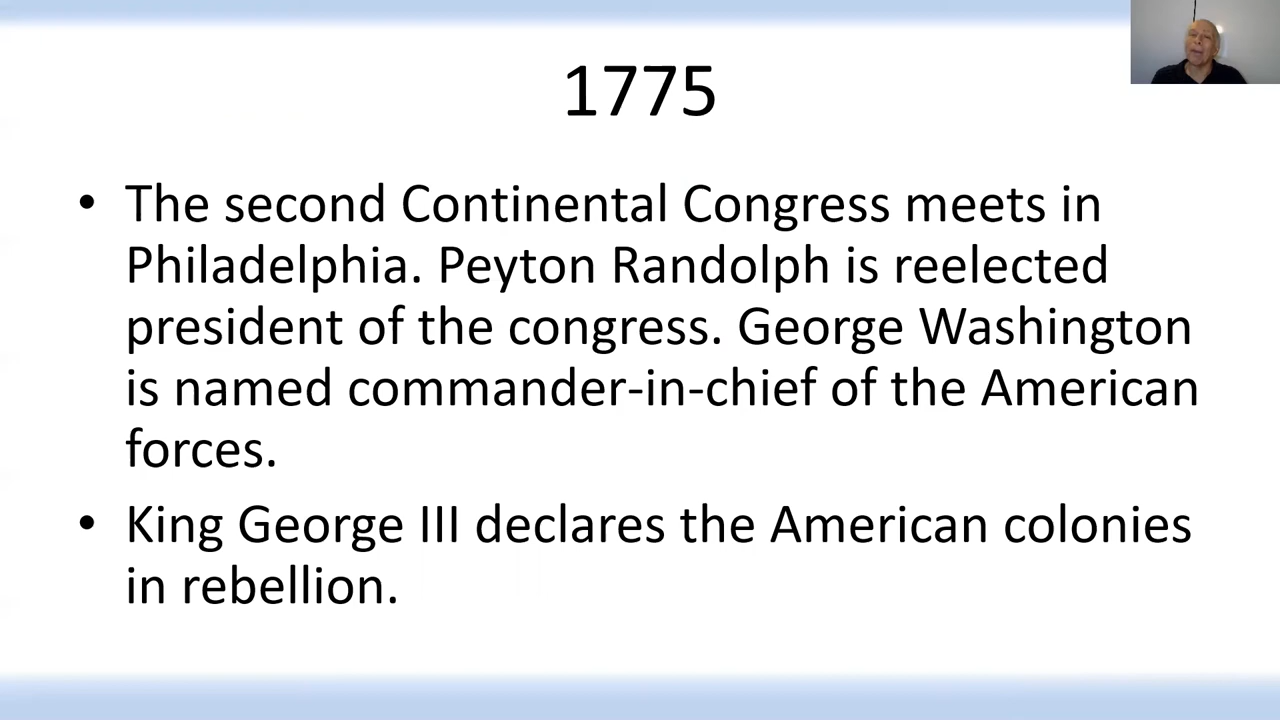 1775
• The second Continental Congress meets in
Philadelphia. Peyton Randolph is reelected
president of the congress. George Washington
is named commander-in-chief of the American
forces.
• King George III declares the American colonies
in rebellion.